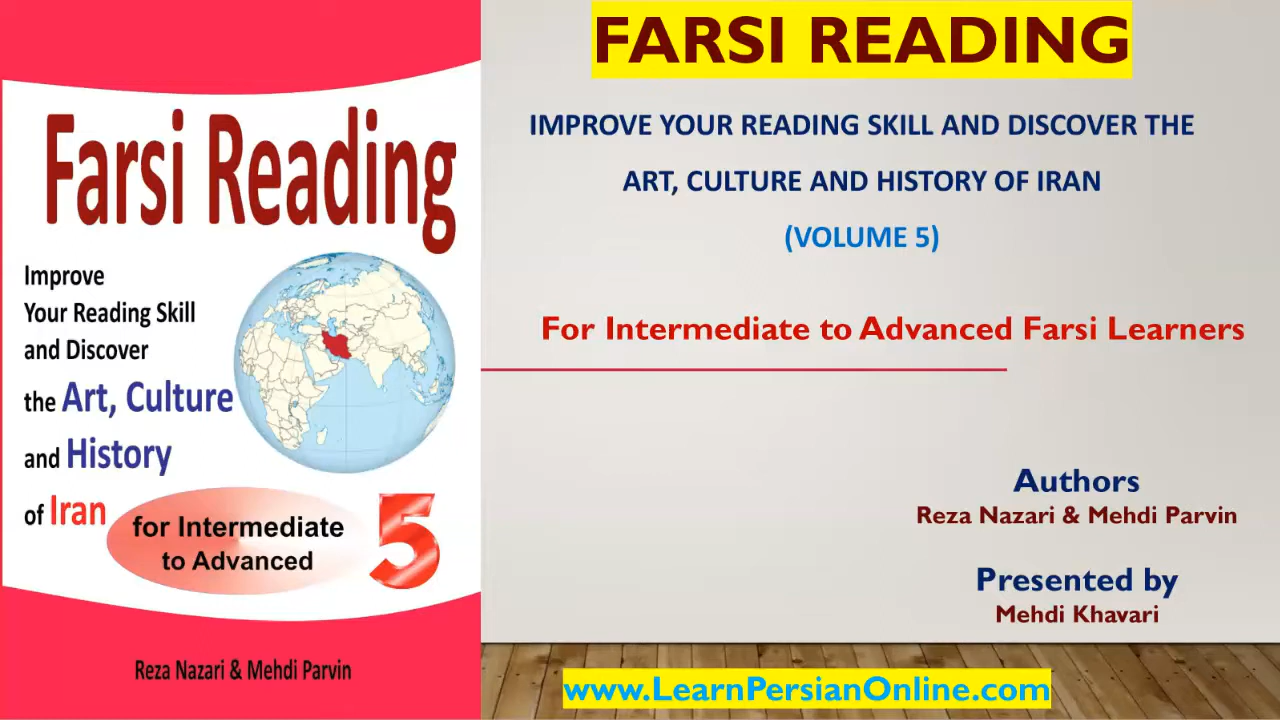 Farsi Reading
Improve
Your Reading Skill
and Discover
the Art, Culture
and History
of Iran
for Intermediate
to Advanced
5
Reza Nazari & Mehdi Parvin
FARSI READING
IMPROVE YOUR READING SKILL AND DISCOVER THE
ART, CULTURE AND HISTORY OF IRAN
(VOLUME 5)
For Intermediate to Advanced Farsi Learners
Authors
Reza Nazari & Mehdi Parvin
Presented by
Mehdi Khavari
www.LearnPersianOnline.com